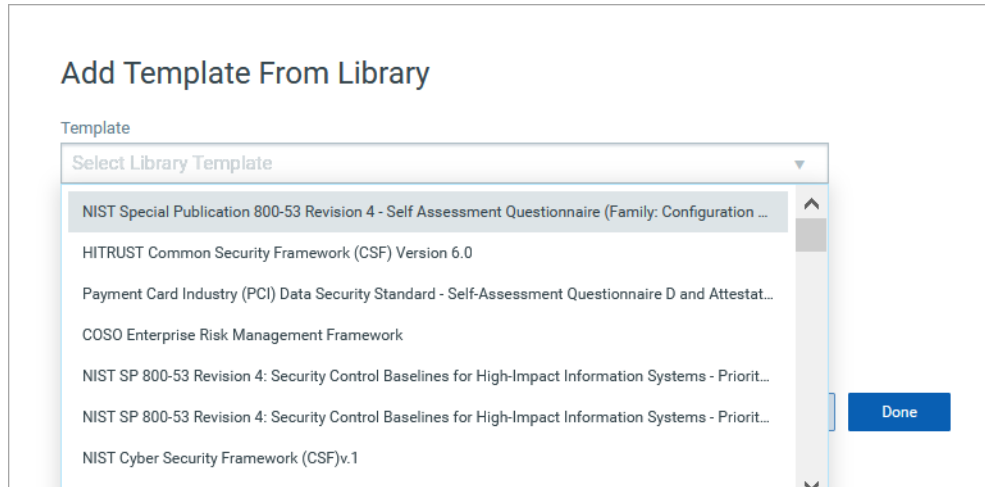 Add Template From Library
Template
Select Library Template
NIST Special Publication 800-53 Revision 4 - Self Assessment Questionnaire (Family: Configuration ...
HITRUST Common Security Framework (CSF) Version 6.0
Payment Card Industry (PCI) Data Security Standard - Self-Assessment Questionnaire D and Attestat...
COSO Enterprise Risk Management Framework
NIST SP 800-53 Revision 4: Security Control Baselines for High-Impact Information Systems - Priorit...
NIST SP 800-53 Revision 4: Security Control Baselines for High-Impact Information Systems - Priorit...
Done
NIST Cyber Security Framework (CSF)v.1